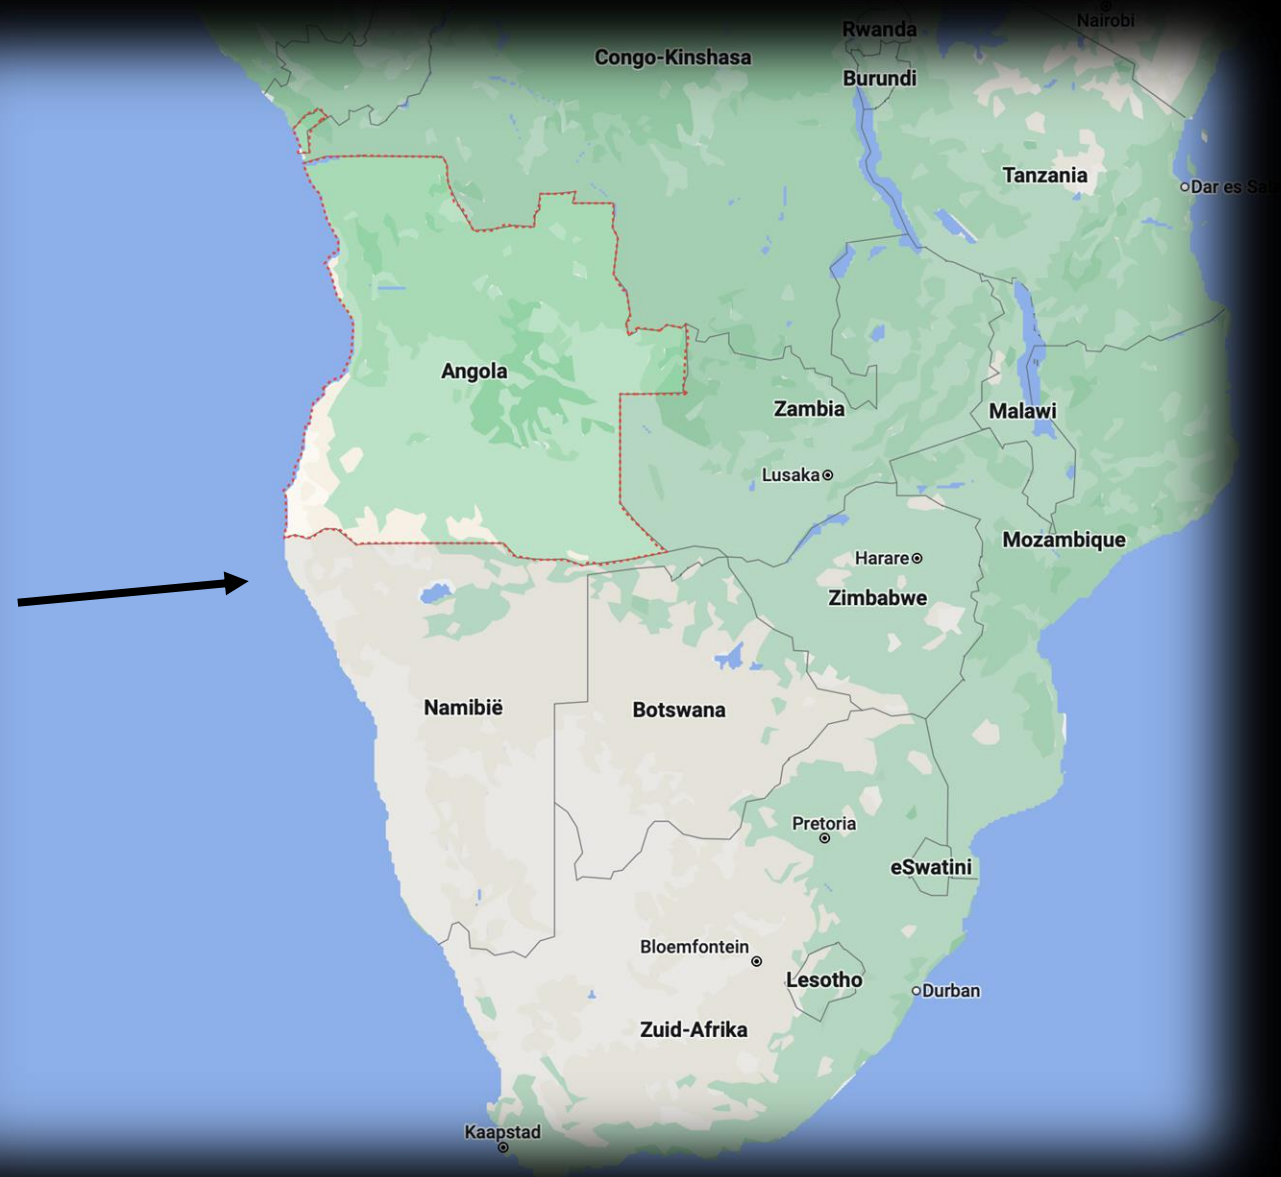 Nairobi
Rwanda
Congo-Kinshasa
Burundi
Tanzania
Dar es Sal
Angola
Zambia
Malawi
Lusaka
Mozambique
Harare
Zimbabwe
Namibië
Botswana
Pretoria
eSwatini
Bloemfontein
Lesotho
Durban
Zuid-Afrika
Kaapstad